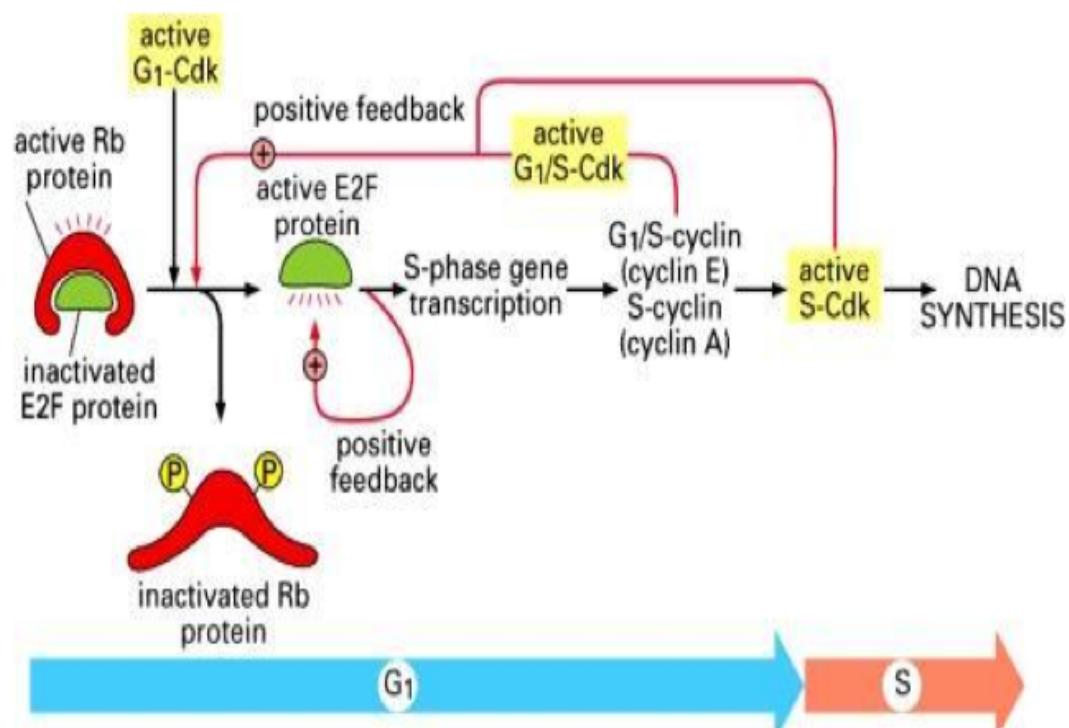 active
G1-Cdk
positive feedback
active Rb
protein
active
G1/S-Cdk
+
active E2F
protein
G1/S-cyclin
(cyclin E)
S-cyclin
(cyclin A)
S-phase gene
transcription
active
S-Cdk
DNA
SYNTHESIS
inactivated
E2F protein
+
positive
feedback
P P
inactivated Rb
protein
G1 S